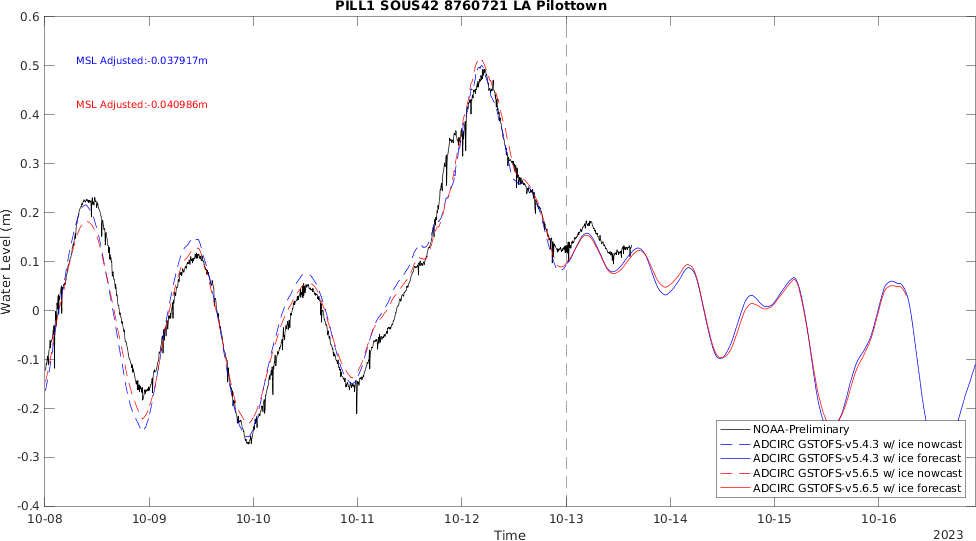 PILL1 SOUS42 8760721 LA Pilottown
0.6
0.5
0.4
0.3
0.2
0.1
0
-0.1
-0.2
-0.3
-0.4
Water Level (m)
MSL Adjusted:-0.037917m
MSL Adjusted:-0.040986m
NOAA-Preliminary
ADCIRC GSTOFS-v5.4.3 w/ ice nowcast
ADCIRC GSTOFS-v5.4.3 w/ ice forecast
ADCIRC GSTOFS-v5.6.5 w/ ice nowcast
ADCIRC GSTOFS-v5.6.5 w/ ice forecast
10-08 10-09 10-10 10-11 10-12 10-13 10-14 10-15 10-16
Time
2023